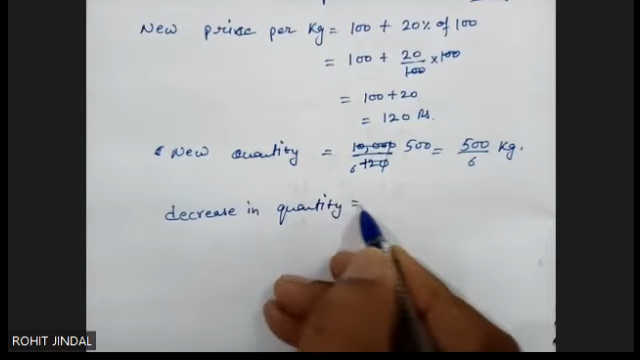 New price per Kg = 100 + 20% of 100
= 100 + 20/100 × 100
= 100 + 20
= 120 Rs.
New quantity = 10,000/120 500/6 = 500/6 Kg.
decrease in quantity =
ROHIT JINDAL